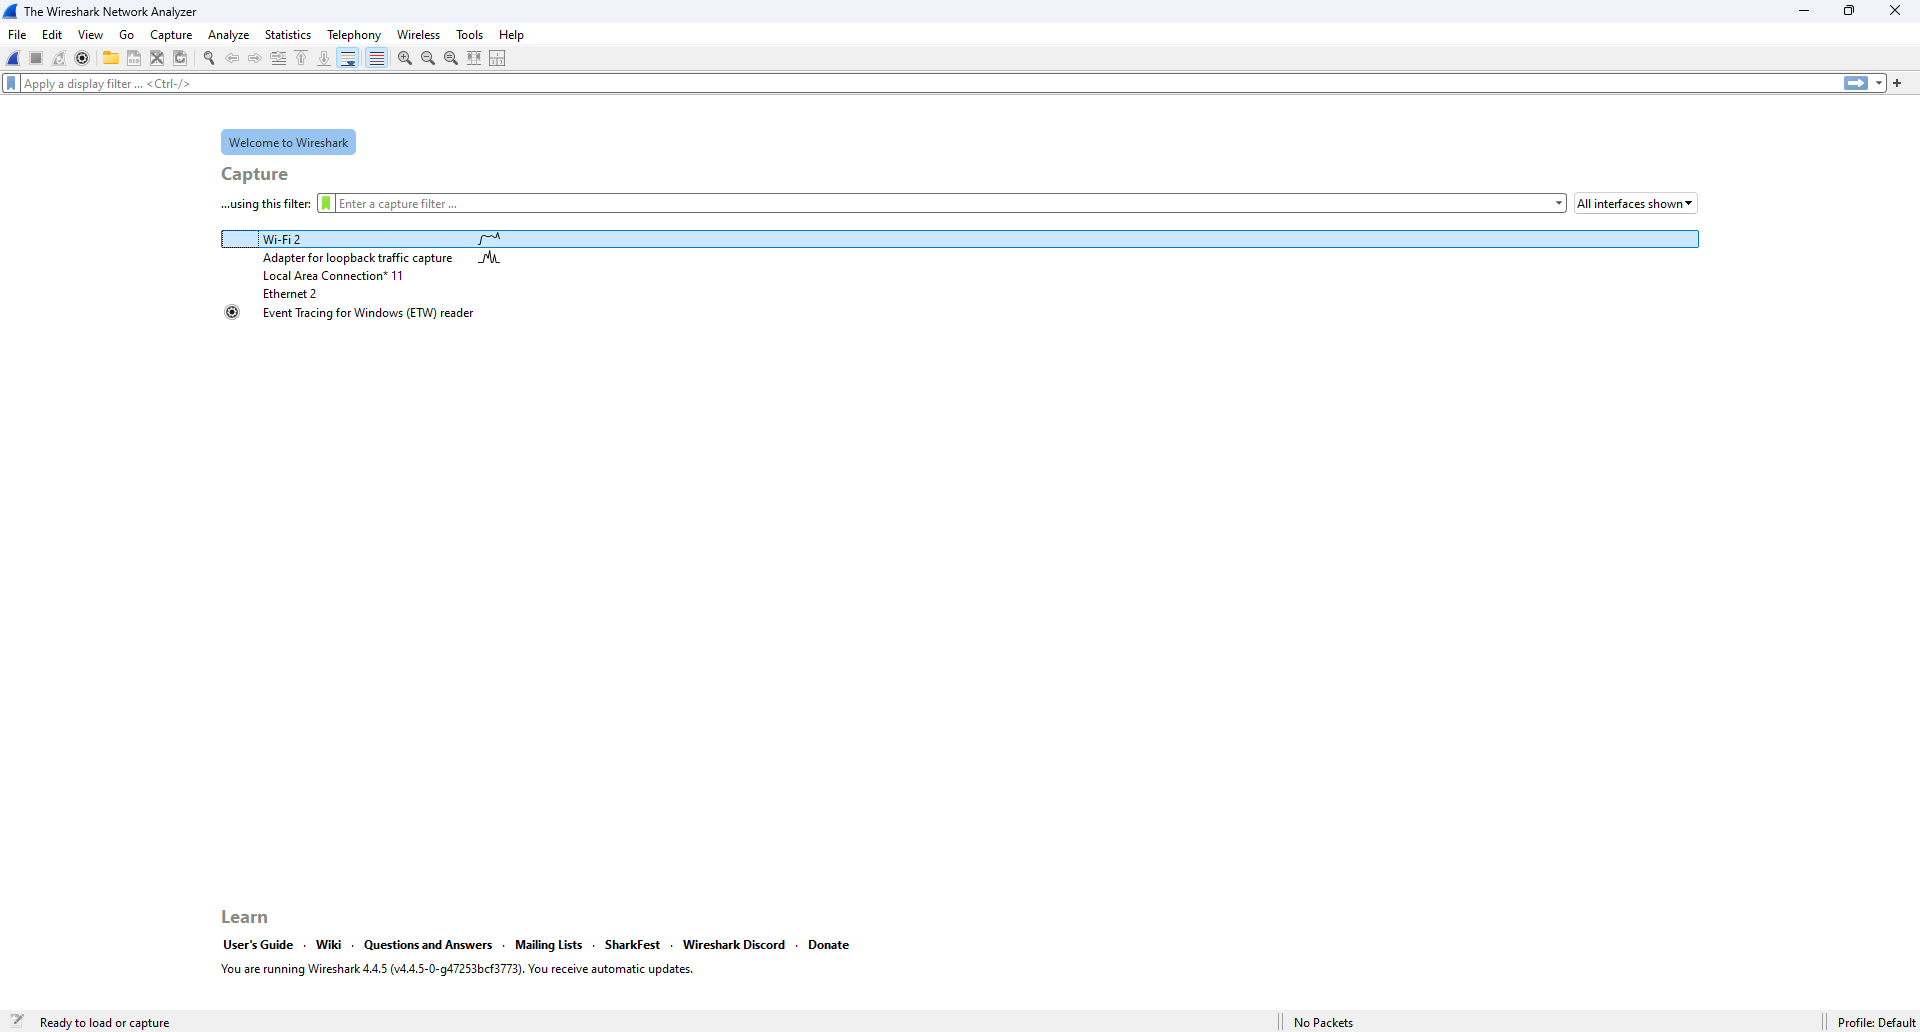 The Wireshark Network Analyzer
File Edit View Go Capture Analyze Statistics Telephony Wireless Tools Help
Apply a display filter ... <Ctrl-/>
Welcome to Wireshark
Capture
...using this filter: Enter a capture filter ... All interfaces shown
Wi-Fi 2
Adapter for loopback traffic capture
Local Area Connection* 11
Ethernet 2
Event Tracing for Windows (ETW) reader
Learn
User's Guide · Wiki · Questions and Answers · Mailing Lists · SharkFest · Wireshark Discord · Donate
You are running Wireshark 4.4.5 (v4.4.5-0-g47253bcf3773). You receive automatic updates.
Ready to load or capture No Packets Profile: Default